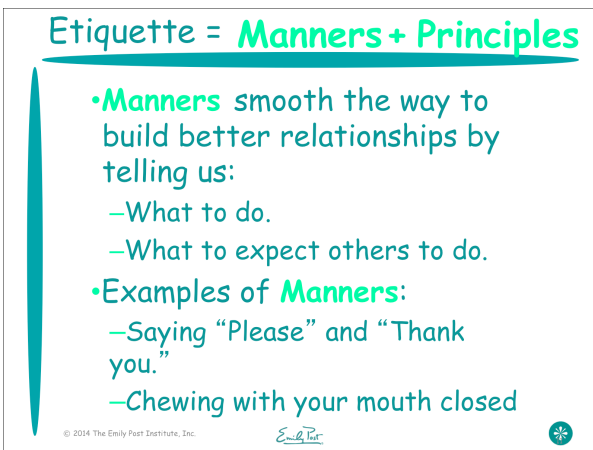 Etiquette = Manners + Principles
•Manners smooth the way to
build better relationships by
telling us:
–What to do.
–What to expect others to do.
•Examples of Manners:
–Saying “Please” and “Thank
you.”
–Chewing with your mouth closed
© 2014 The Emily Post Institute, Inc.
Emily Post